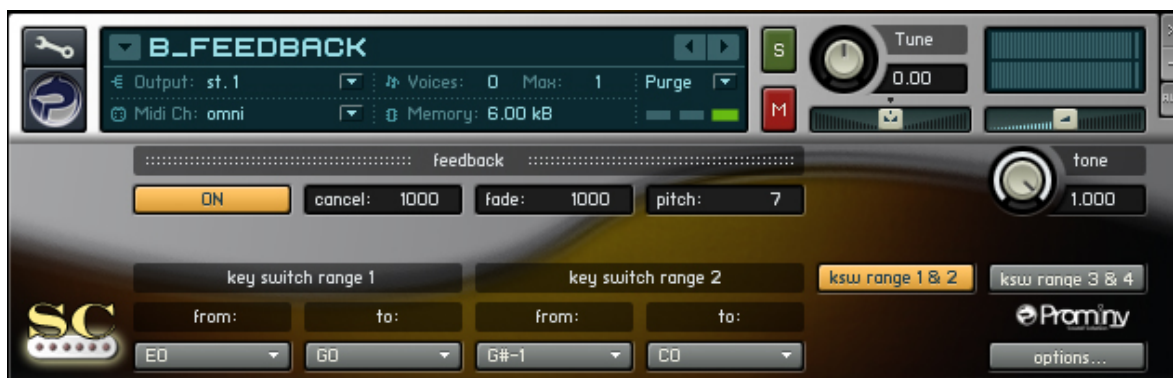 B_FEEDBACK
S
Tune
Output: st. 1
Voices: 0 Max: 1
Purge
0.00
Midi Ch: omni
Memory: 6.00 kB
M
feedback
tone
ON
cancel: 1000
fade: 1000
pitch: 7
1.000
key switch range 1
key switch range 2
ksw range 1 & 2
ksw range 3 & 4
SC
from:
to:
from:
to:
Prominy
E0
G0
G#-1
C0
options...